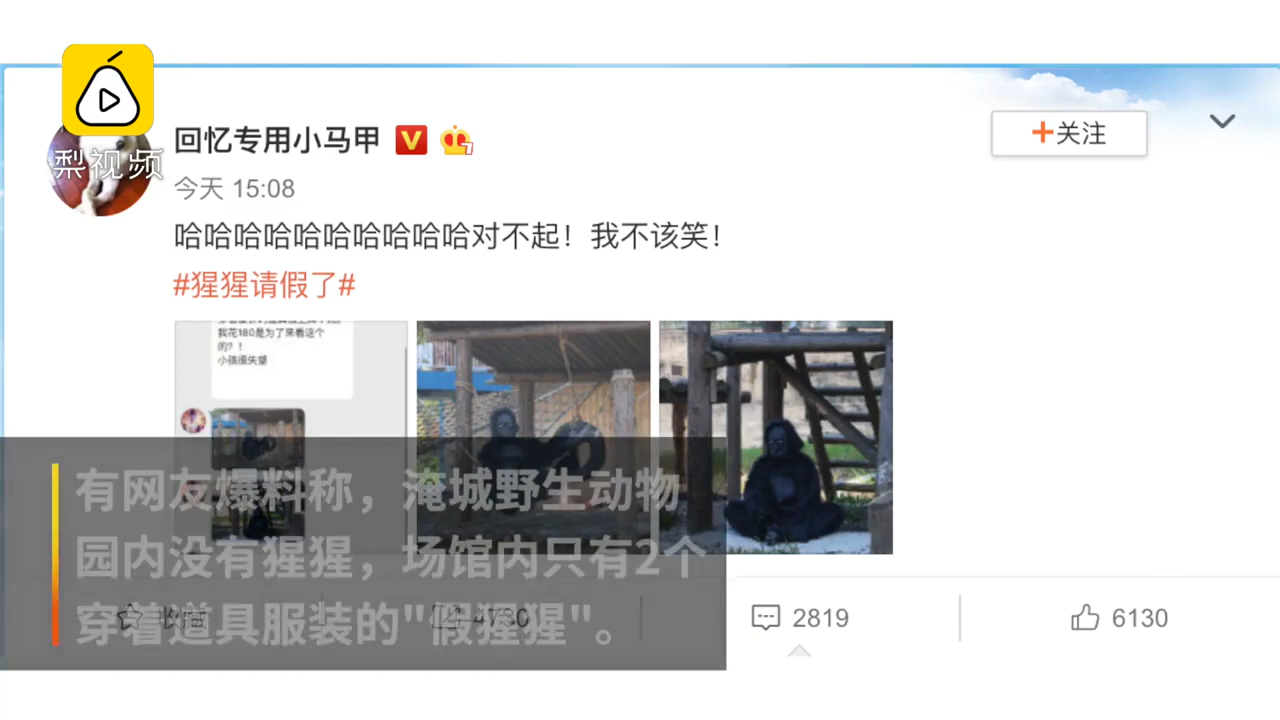 梨视频
回忆专用小马甲
关注
今天 15:08
哈哈哈哈哈哈哈哈哈哈对不起！我不该笑！
#猩猩请假了#
我花180是为了来看这个
的？！
小孩很失望
有网友爆料称，淹城野生动物
园内没有猩猩，场馆内只有2个
穿着道具服装的"假猩猩"。
收藏
4730
2819
6130